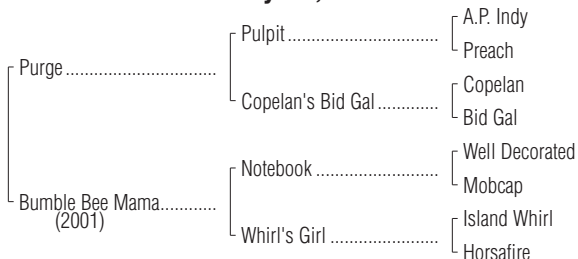 A.P. Indy
Pulpit
Preach
Purge
Copelan
Copelan's Bid Gal
Bid Gal
Well Decorated
Notebook
Mobcap
Bumble Bee Mama
(2001)
Island Whirl
Whirl's Girl
Horsafire